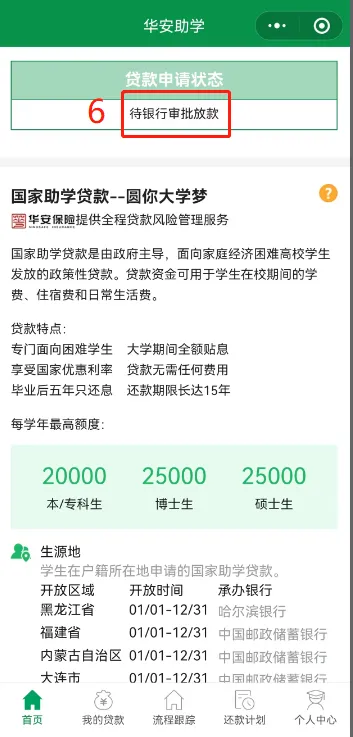 华安助学
贷款申请状态
6
待银行审批放款
国家助学贷款--圆你大学梦
?
华安保险提供全程贷款风险管理服务
国家助学贷款是由政府主导，面向家庭经济困难高校学生
发放的政策性贷款。贷款资金可用于学生在校期间的学
费、住宿费和日常生活费。
贷款特点：
专门面向困难学生 大学期间全额贴息
享受国家优惠利率 贷款无需任何费用
毕业后五年只还息 还款期限长达15年
每学年最高额度：
20000 25000 25000
本/专科生 博士生 硕士生
生源地
学生在户籍所在地申请的国家助学贷款。
开放区域 开放时间 承办银行
黑龙江省 01/01-12/31 哈尔滨银行
福建省 01/01-12/31 中国邮政储蓄银行
内蒙古自治区 01/01-12/31 中国邮政储蓄银行
大连市 01/01-12/31 中国邮政储蓄银行
首页 我的贷款 流程跟踪 还款计划 个人中心